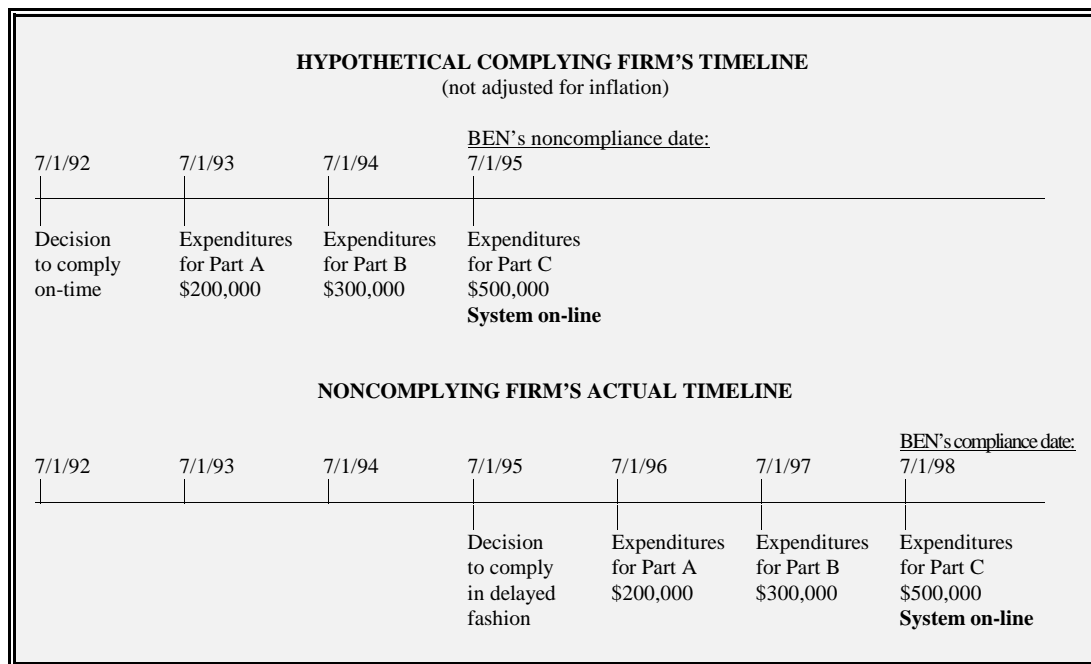 HYPOTHETICAL COMPLYING FIRM'S TIMELINE
(not adjusted for inflation)
BEN's noncompliance date:
7/1/92 7/1/93 7/1/94 7/1/95
Decision Expenditures Expenditures Expenditures
to comply for Part A for Part B for Part C
on-time $200,000 $300,000 $500,000
System on-line
NONCOMPLYING FIRM'S ACTUAL TIMELINE
BEN's compliance date:
7/1/92 7/1/93 7/1/94 7/1/95 7/1/96 7/1/97 7/1/98
Decision Expenditures Expenditures Expenditures
to comply for Part A for Part B for Part C
in delayed $200,000 $300,000 $500,000
fashion System on-line